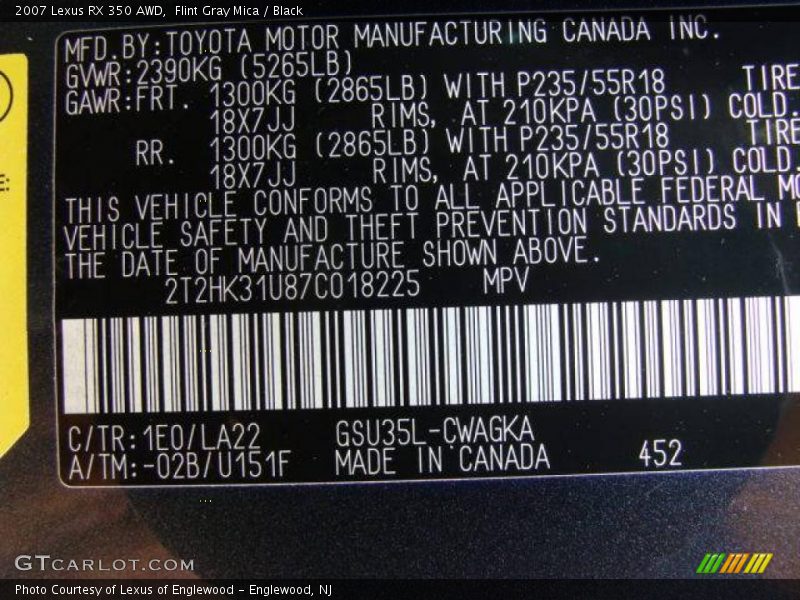 2007 Lexus RX 350 AWD,  Flint Gray Mica / Black
MFD.BY:TOYOTA MOTOR MANUFACTURING CANADA INC.
GVWR:2390KG (5265LB)
GAWR:FRT. 1300KG (2865LB) WITH P235/55R18 TIRE
18X7JJ RIMS, AT 210KPA (30PSI) COLD.
RR. 1300KG (2865LB) WITH P235/55R18 TIRE
18X7JJ RIMS, AT 210KPA (30PSI) COLD.
THIS VEHICLE CONFORMS TO ALL APPLICABLE FEDERAL MO
VEHICLE SAFETY AND THEFT PREVENTION STANDARDS IN
THE DATE OF MANUFACTURE SHOWN ABOVE.
2T2HK31U87C018225 MPV
C/TR:1E0/LA22 GSU35L-CWAGKA
A/TM:-02B/U151F MADE IN CANADA 452
GTCARLOT.COM
Photo Courtesy of Lexus of Englewood – Englewood, NJ